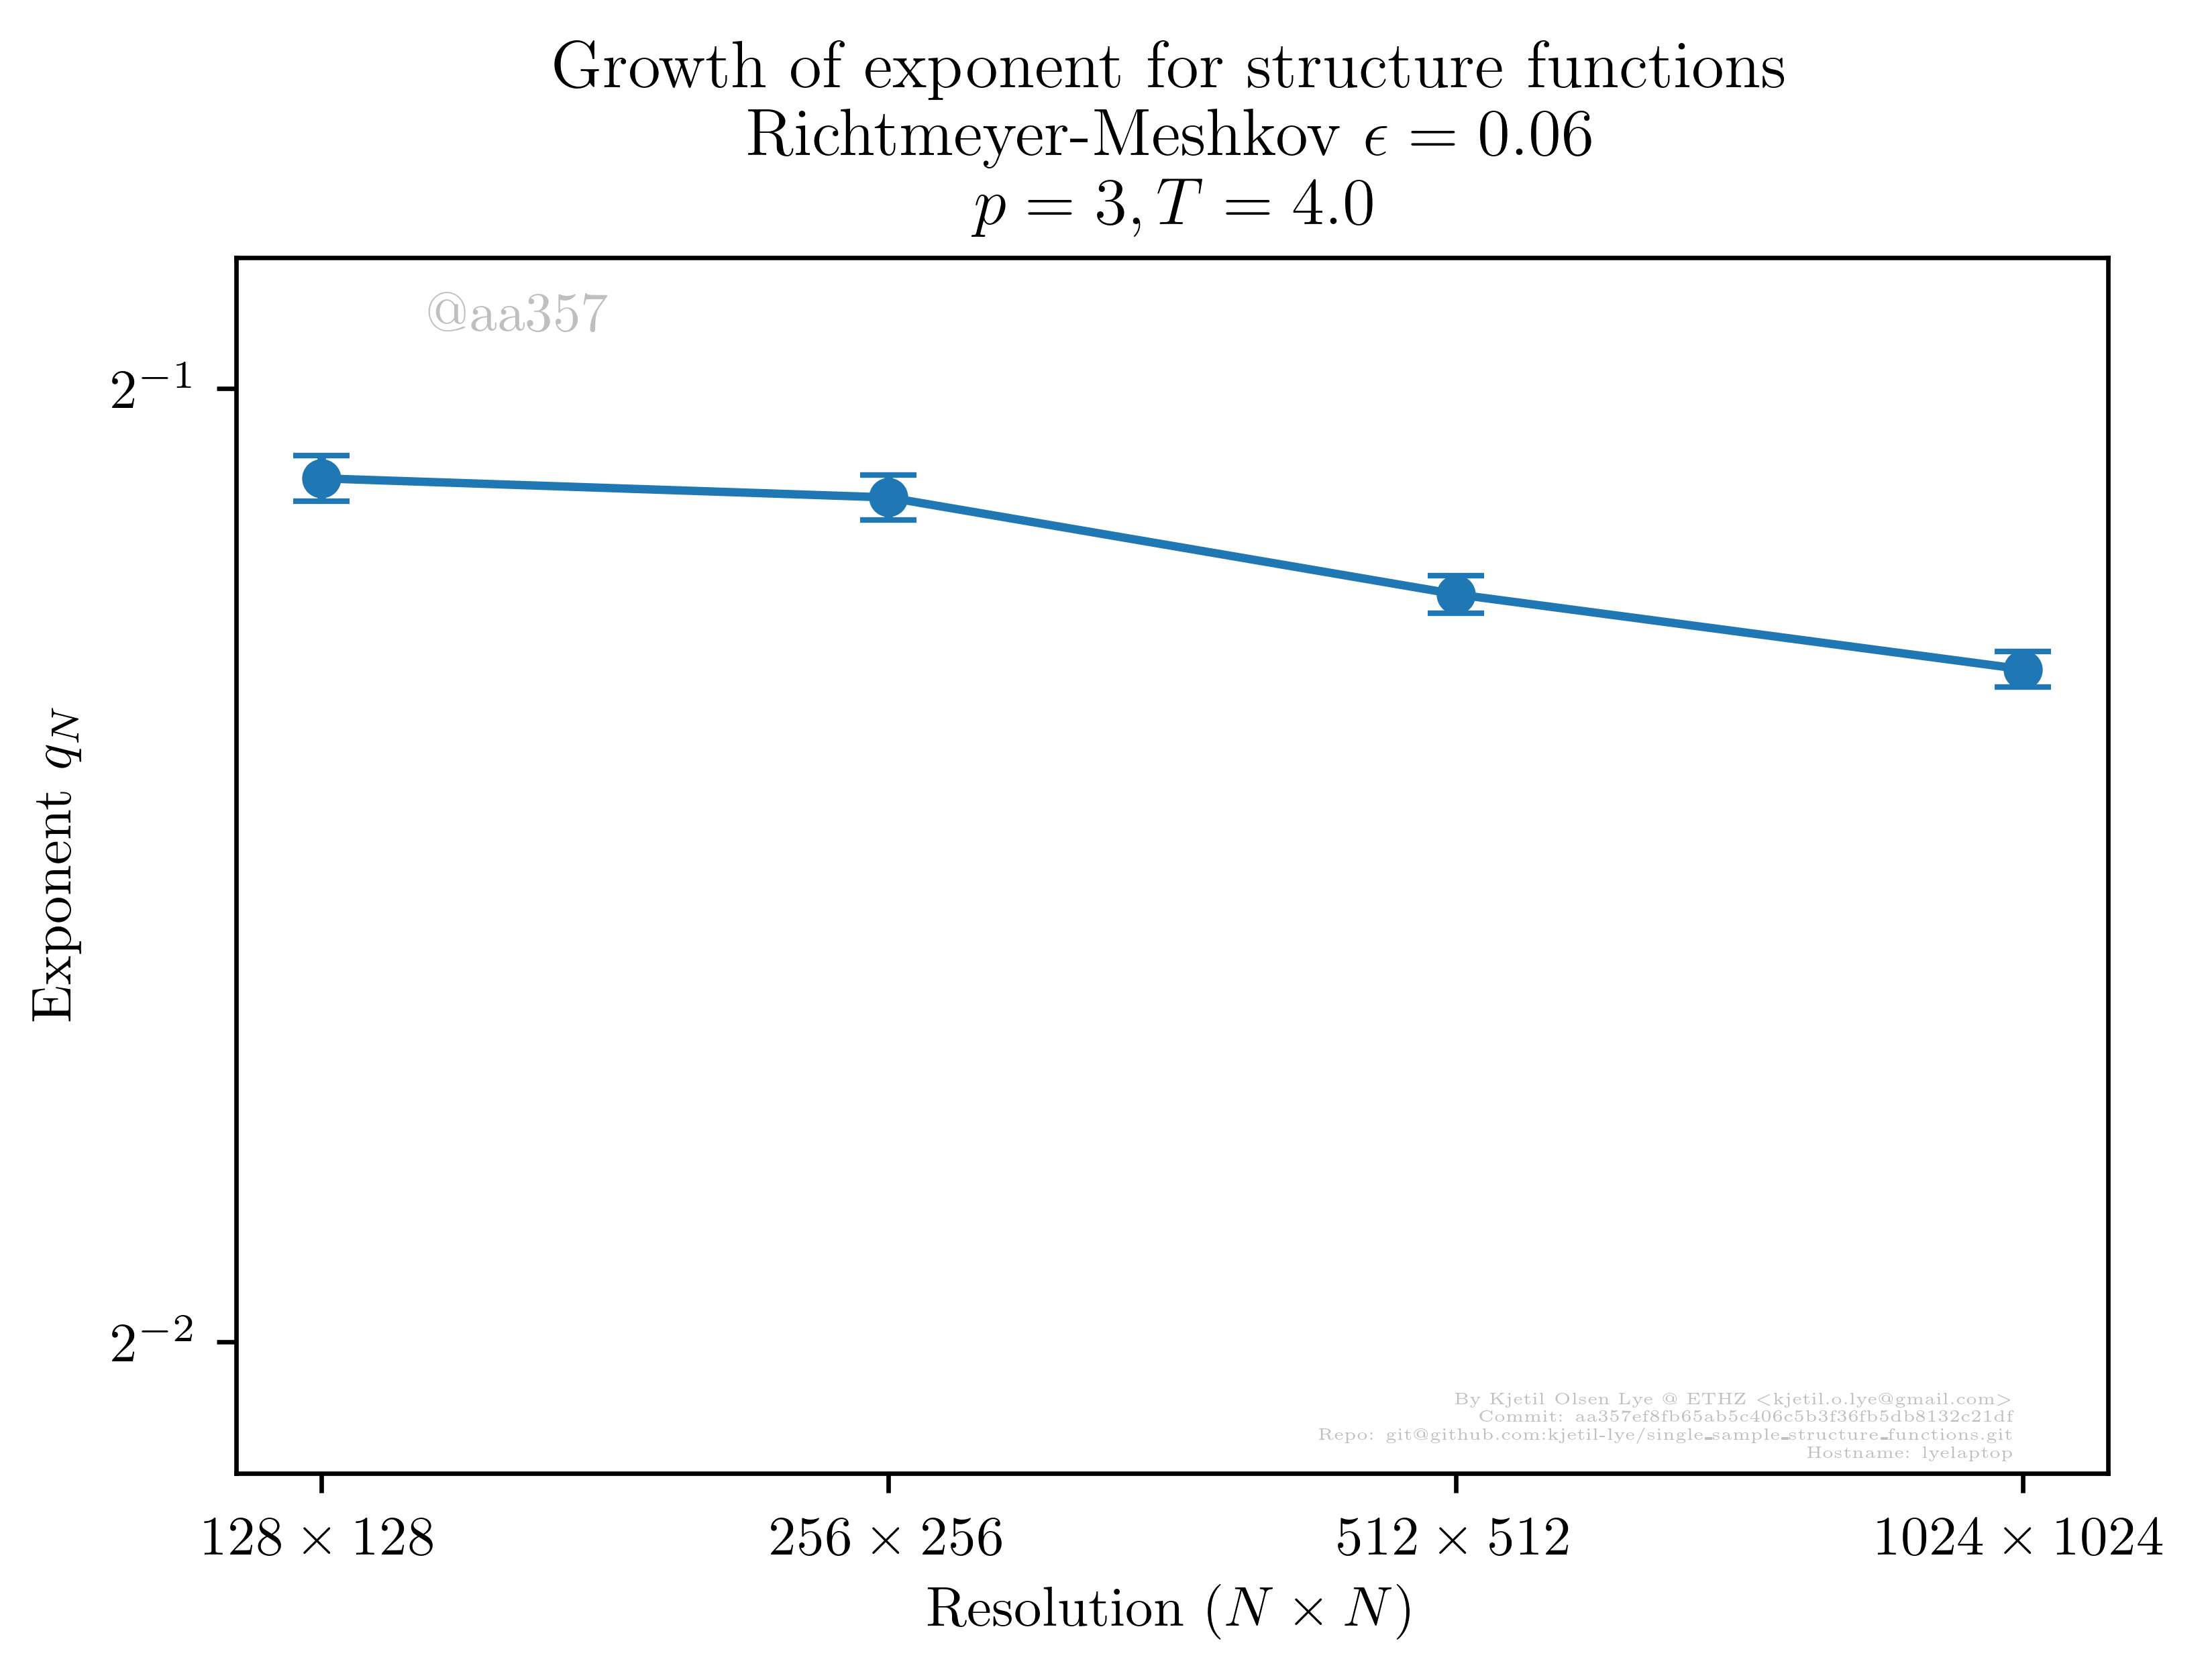 Growth of exponent for structure functions
Richtmeyer-Meshkov ϵ = 0.06
p = 3, T = 4.0
@aa357
2⁻¹
Exponent q_N
2⁻²
By Kjetil Olsen Lye @ ETHZ <kjetil.o.lye@gmail.com>
Commit: aa357ef8fb65ab5c406c5b3f36fb5db8132c21df
Repo: git@github.com:kjetil-lye/single_sample_structure_functions.git
Hostname: lyelaptop
128 × 128 256 × 256 512 × 512 1024 × 1024
Resolution (N × N)